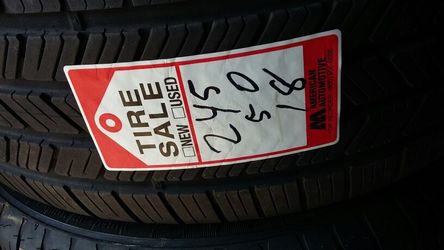 TIRE
SALE
□NEW □USED
245
50
18
AMERICAN
AUTOMOTIVE